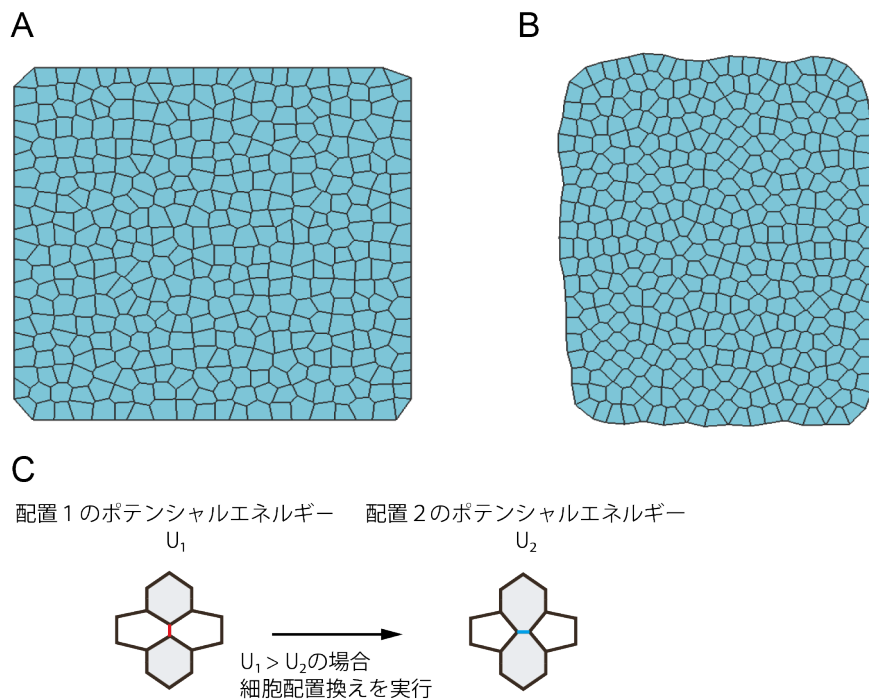 A
B
C
配置1のポテンシャルエネルギー
U₁
配置2のポテンシャルエネルギー
U₂
U₁ > U₂の場合
細胞配置換えを実行